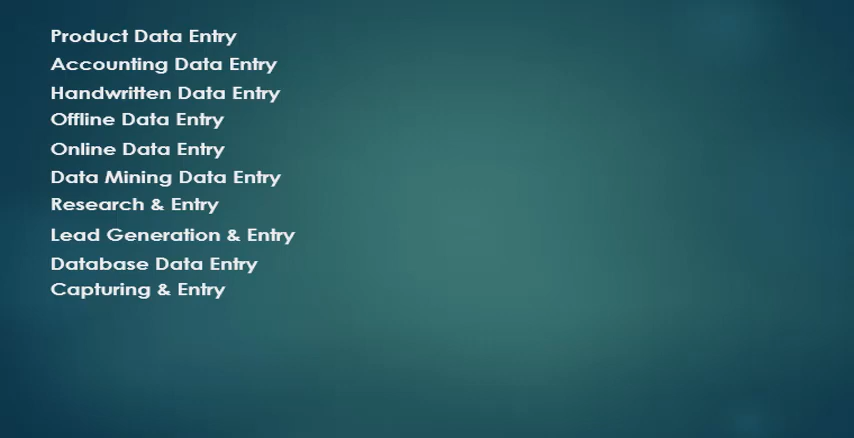 Product Data Entry
Accounting Data Entry
Handwritten Data Entry
Offline Data Entry
Online Data Entry
Data Mining Data Entry
Research & Entry
Lead Generation & Entry
Database Data Entry
Capturing & Entry